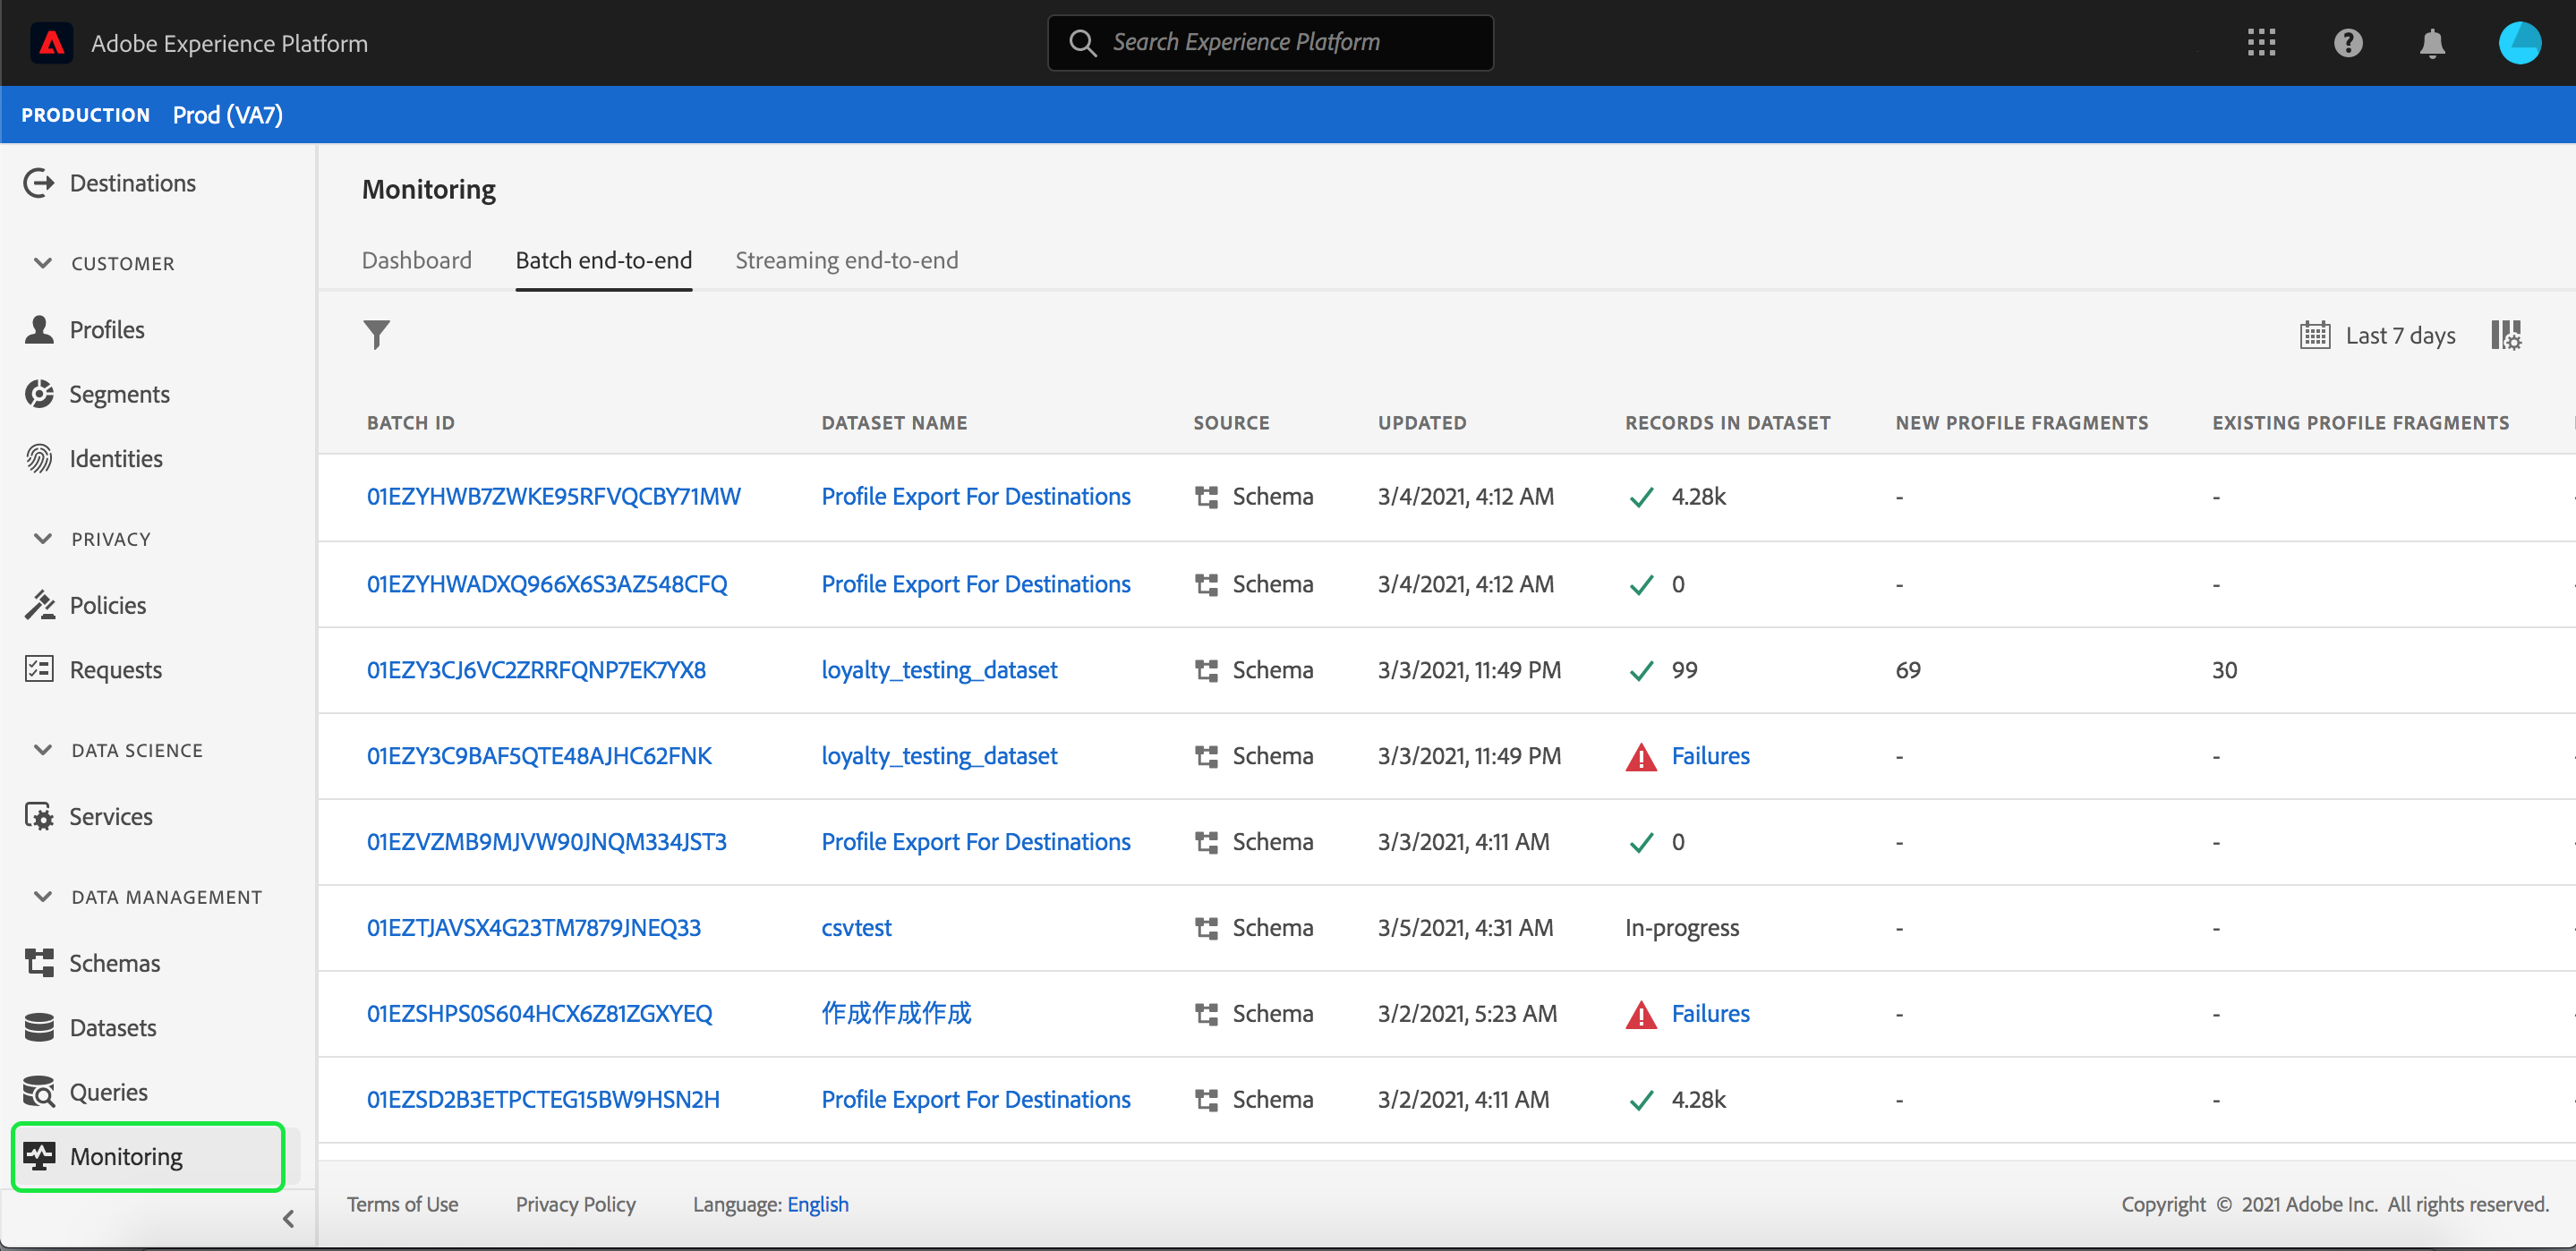 Adobe Experience Platform
Search Experience Platform
PRODUCTION Prod (VA7)
Destinations
CUSTOMER
Profiles
Segments
Identities
PRIVACY
Policies
Requests
DATA SCIENCE
Services
DATA MANAGEMENT
Schemas
Datasets
Queries
Monitoring
Monitoring
Dashboard Batch end-to-end Streaming end-to-end
Last 7 days
BATCH ID DATASET NAME SOURCE UPDATED RECORDS IN DATASET NEW PROFILE FRAGMENTS EXISTING PROFILE FRAGMENTS
01EZYHWB7ZWKE95RFVQCBY71MW Profile Export For Destinations Schema 3/4/2021, 4:12 AM 4.28k - -
01EZYHWADXQ966X6S3AZ548CFQ Profile Export For Destinations Schema 3/4/2021, 4:12 AM 0 - -
01EZY3CJ6VC2ZRRFQNP7EK7YX8 loyalty_testing_dataset Schema 3/3/2021, 11:49 PM 99 69 30
01EZY3C9BAF5QTE48AJHC62FNK loyalty_testing_dataset Schema 3/3/2021, 11:49 PM Failures - -
01EZVZMB9MJVW90JNQM334JST3 Profile Export For Destinations Schema 3/3/2021, 4:11 AM 0 - -
01EZTJAVSX4G23TM7879JNEQ33 csvtest Schema 3/5/2021, 4:31 AM In-progress - -
01EZSHPS0S604HCX6Z81ZGXYEQ 作成作成作成 Schema 3/2/2021, 5:23 AM Failures - -
01EZSD2B3ETPCTEG15BW9HSN2H Profile Export For Destinations Schema 3/2/2021, 4:11 AM 4.28k - -
Terms of Use Privacy Policy Language: English Copyright © 2021 Adobe Inc. All rights reserved.